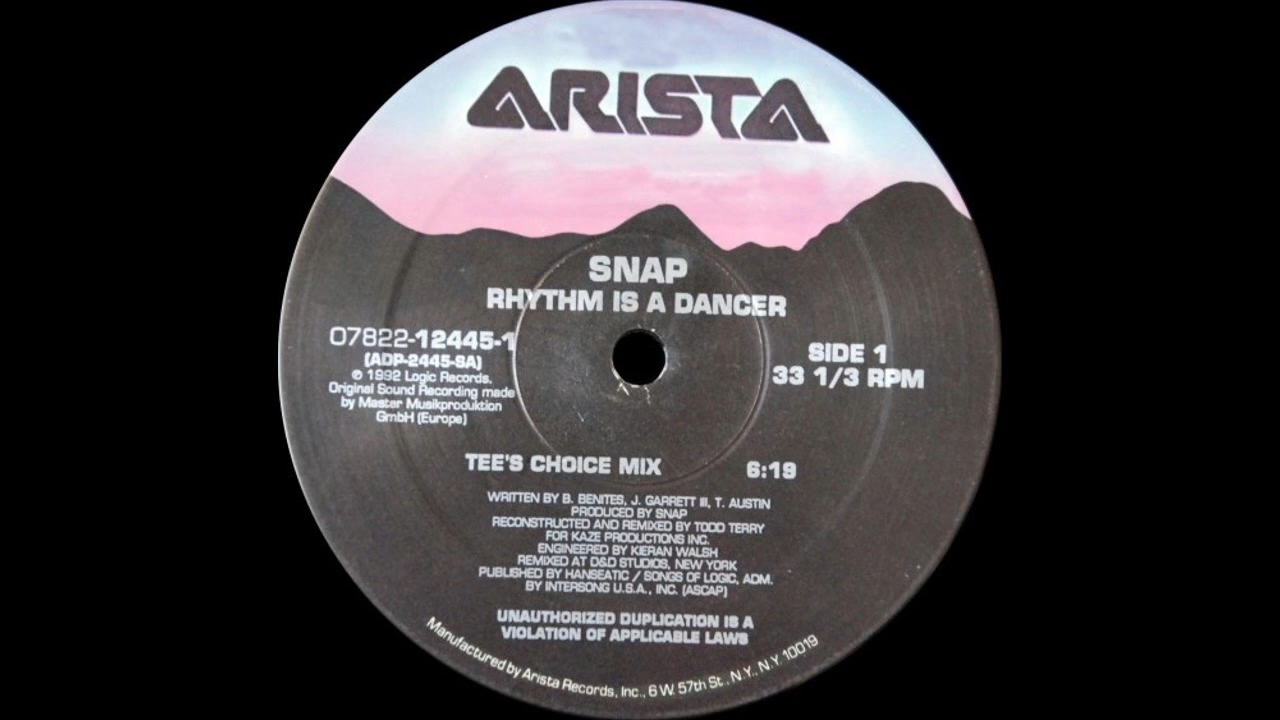 ARISTA
SNAP
RHYTHM IS A DANCER
07822-12445-1
(ADP-2445-SA)
℗ 1992 Logic Records.
Original Sound Recording made
by Master Musikproduktion
GmbH (Europe)
SIDE 1
33 1/3 RPM
TEE'S CHOICE MIX 6:19
WRITTEN BY B. BENITES, J. GARRETT III, T. AUSTIN
PRODUCED BY SNAP
RECONSTRUCTED AND REMIXED BY TODD TERRY
FOR KAZE PRODUCTIONS INC.
ENGINEERED BY KIERAN WALSH
REMIXED AT D&D STUDIOS, NEW YORK
PUBLISHED BY HANSEATIC / SONGS OF LOGIC, ADM.
BY INTERSONG U.S.A., INC. (ASCAP)
UNAUTHORIZED DUPLICATION IS A
VIOLATION OF APPLICABLE LAWS
Manufactured by Arista Records, Inc., 6 W. 57th St., N.Y., N.Y. 10019